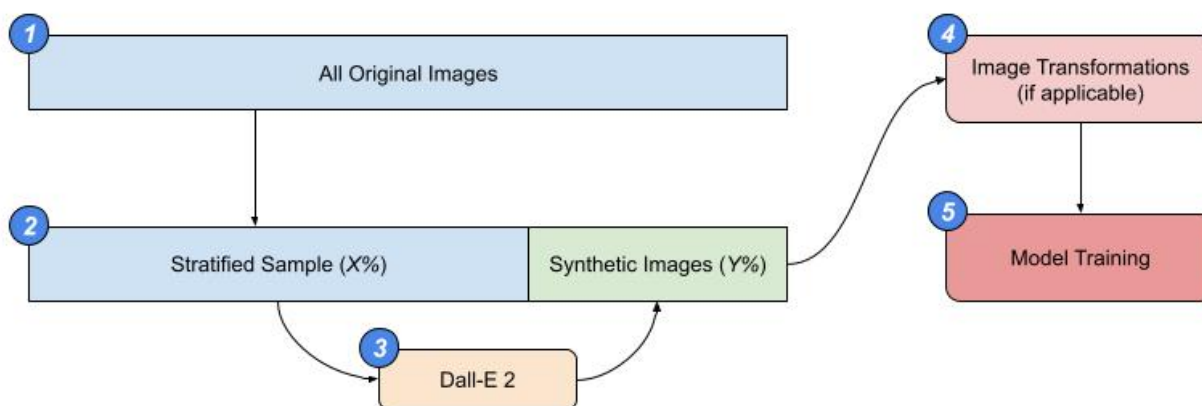 1
All Original Images
2
Stratified Sample (X%)
Synthetic Images (Y%)
3
Dall-E 2
4
Image Transformations
(if applicable)
5
Model Training